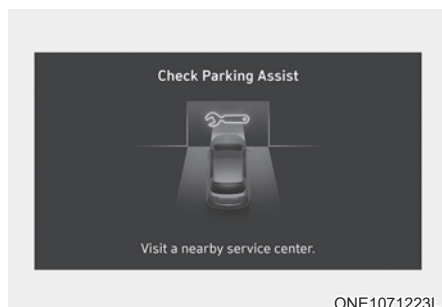 Check Parking Assist
Visit a nearby service center.
ONE1071223L